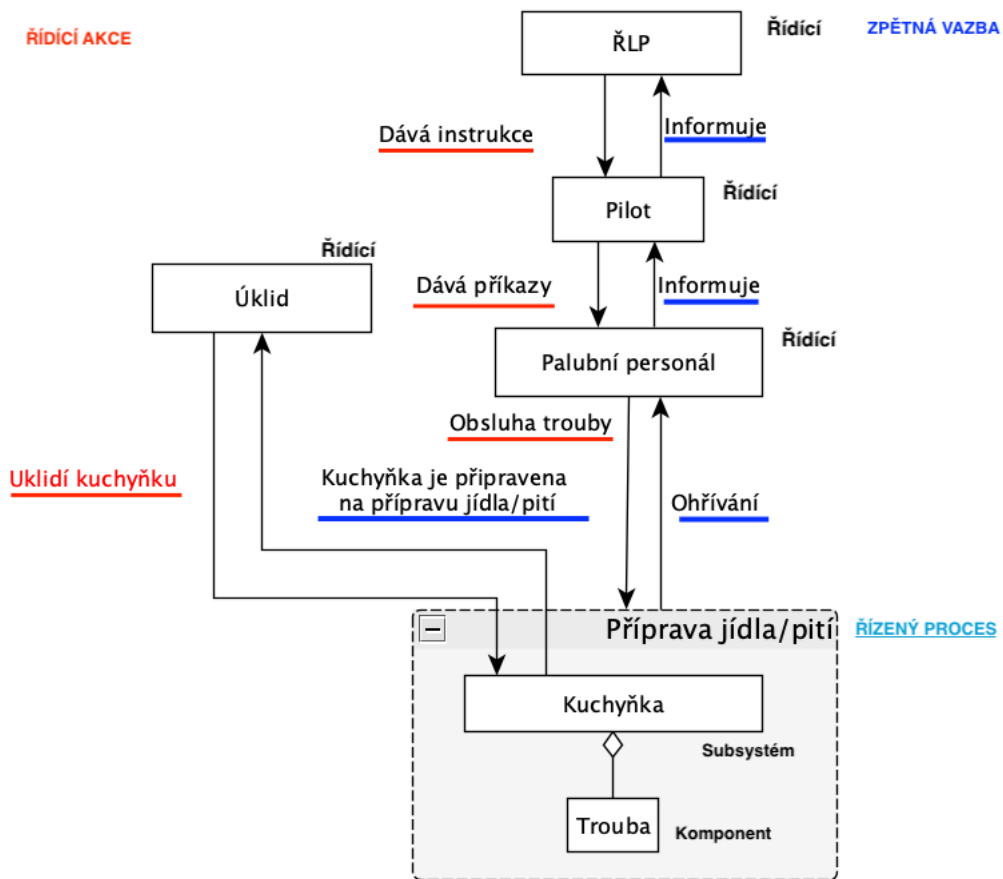 ŘÍDÍCÍ AKCE
ŘLP
Řídící
ZPĚTNÁ VAZBA
Dává instrukce
Informuje
Pilot
Řídící
Řídící
Úklid
Dává příkazy
Informuje
Palubní personál
Řídící
Obsluha trouby
Uklidí kuchyňku
Kuchyňka je připravena
na přípravu jídla/pití
Ohřívání
Příprava jídla/pití
ŘÍZENÝ PROCES
Kuchyňka
Subsystém
Trouba
Komponent